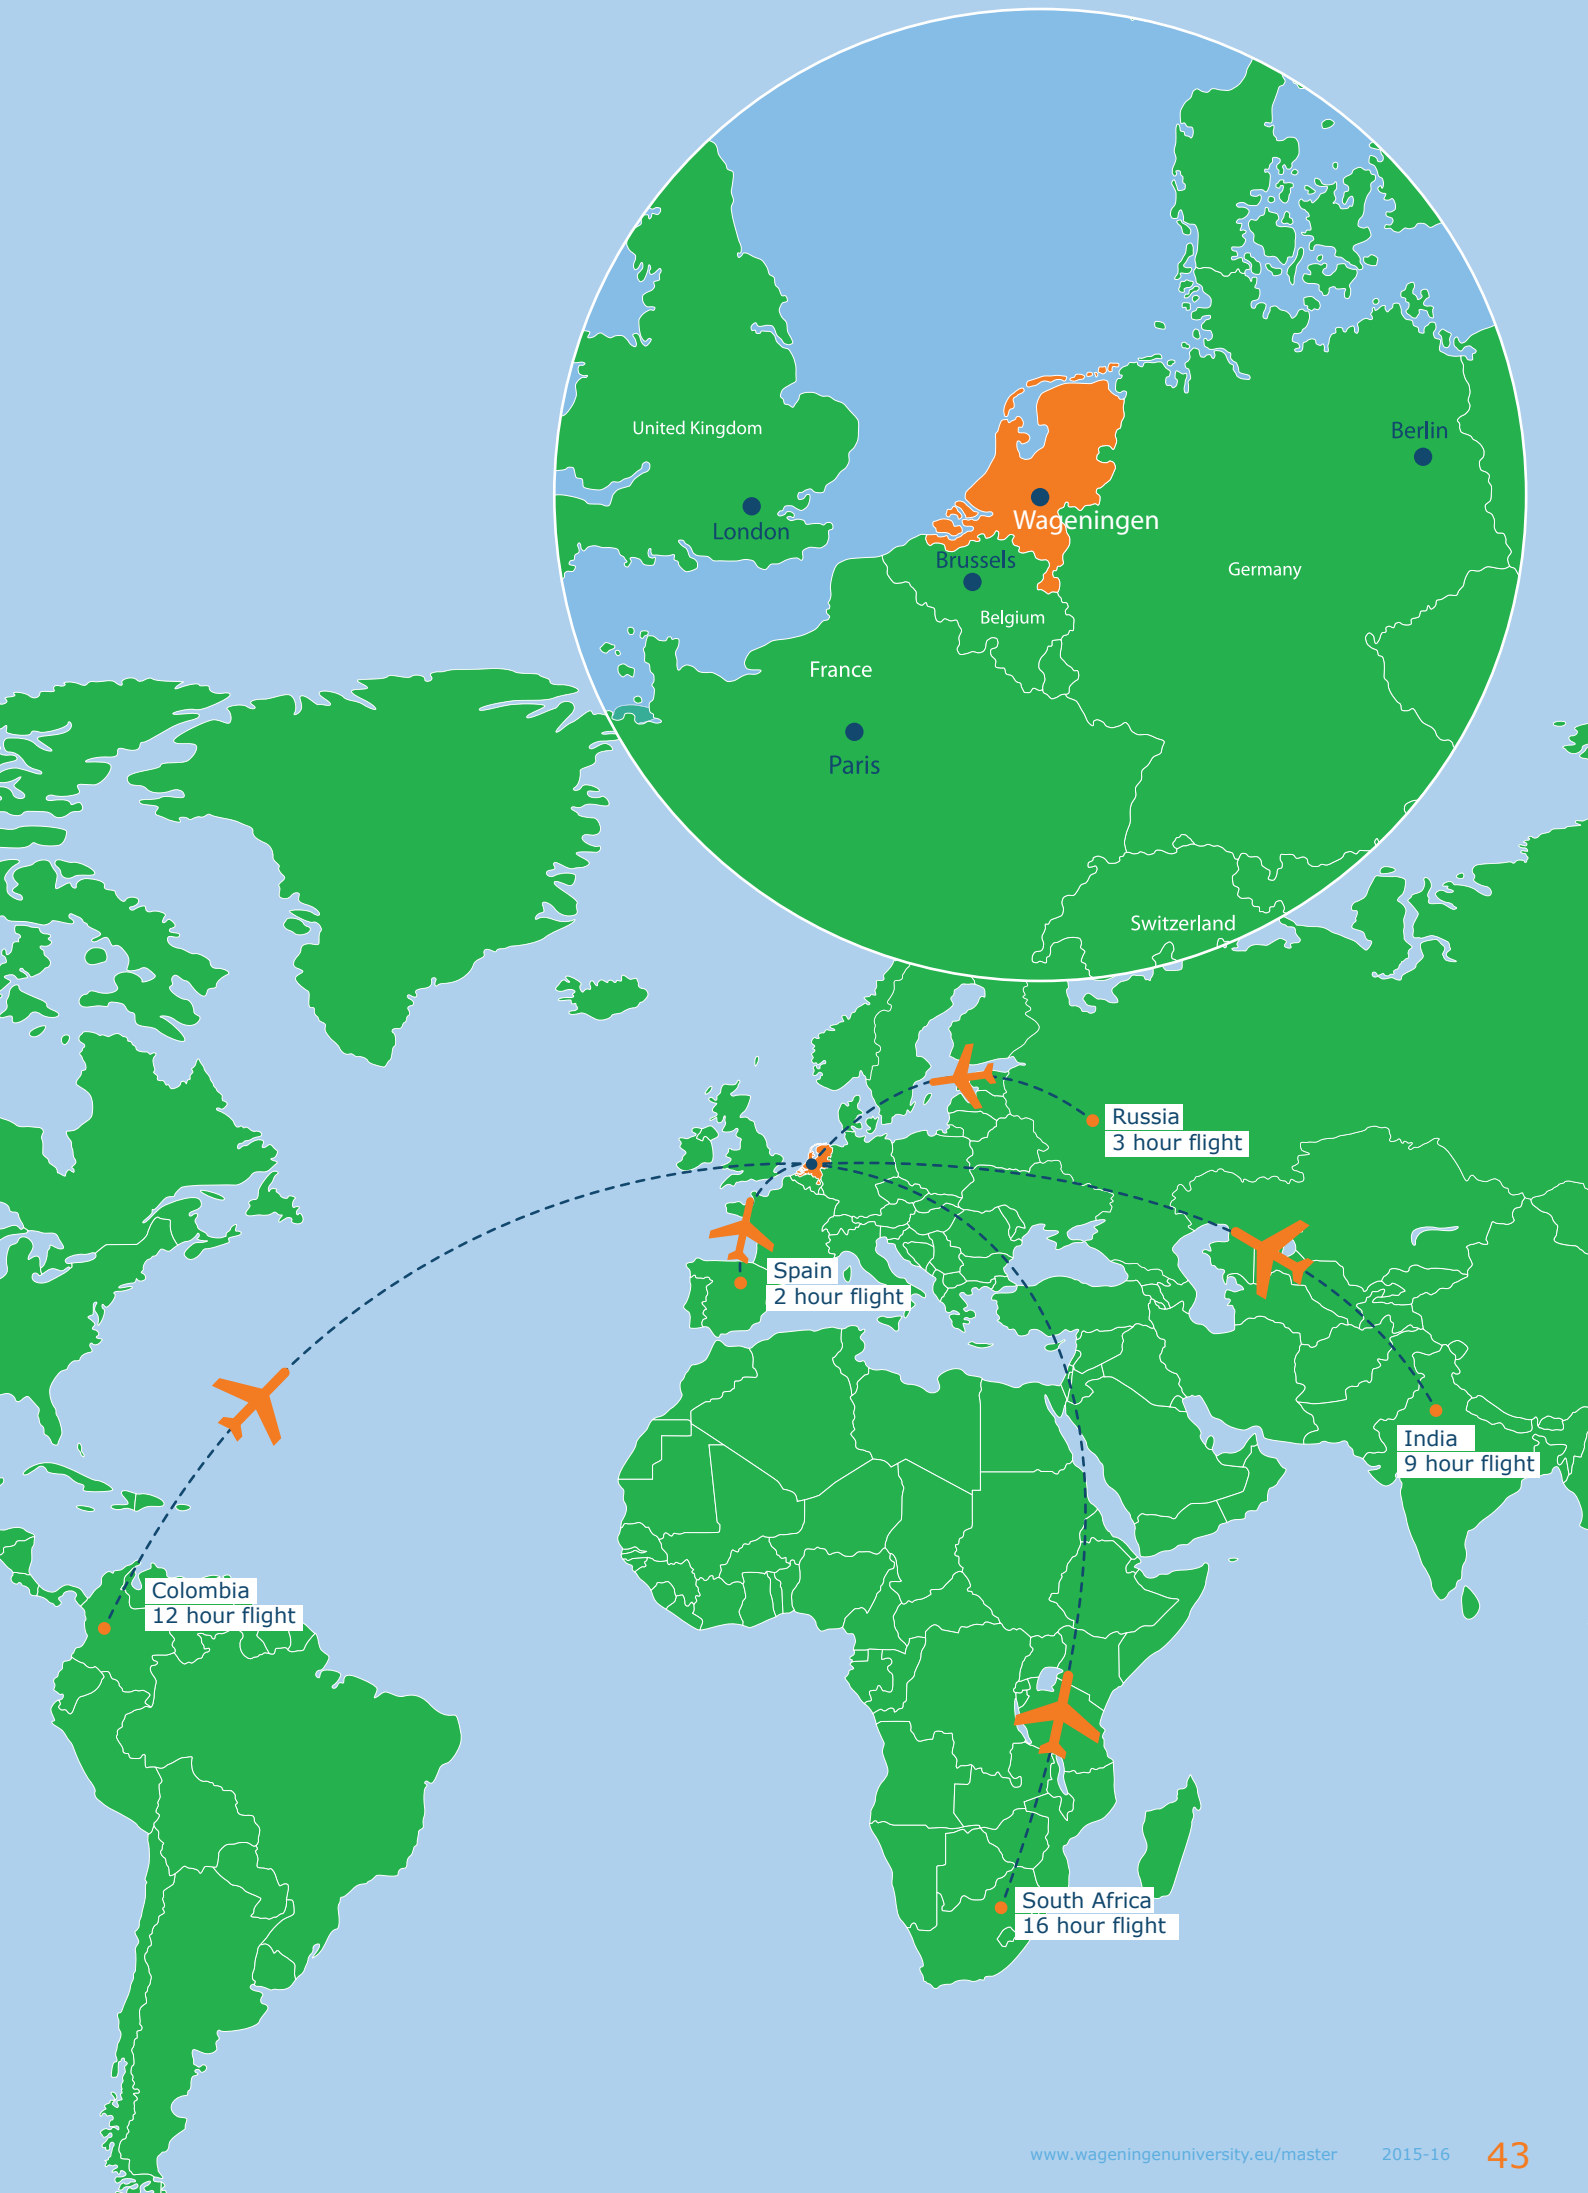 United Kingdom
Berlin
London
Wageningen
Brussels
Germany
Belgium
France
Paris
Switzerland
Russia
3 hour flight
Spain
2 hour flight
India
9 hour flight
Colombia
12 hour flight
South Africa
16 hour flight
www.wageningenuniversity.eu/master 2015-16 43